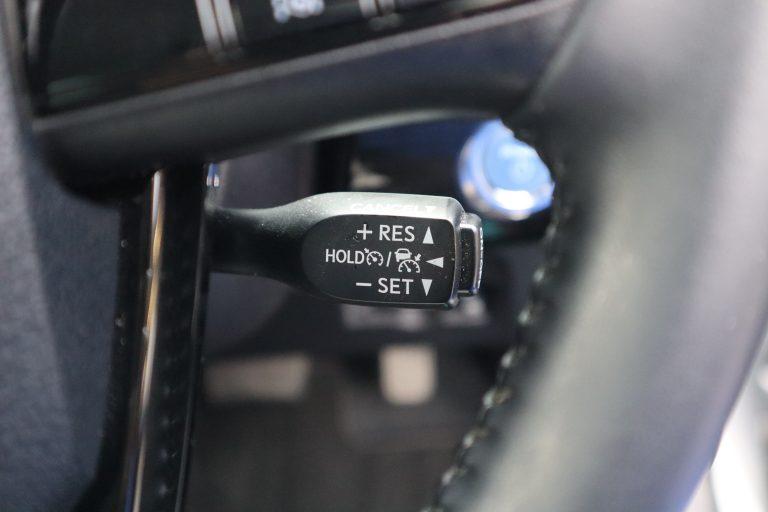 CANCEL
+ RES ▲
HOLD / ◀
− SET ▼